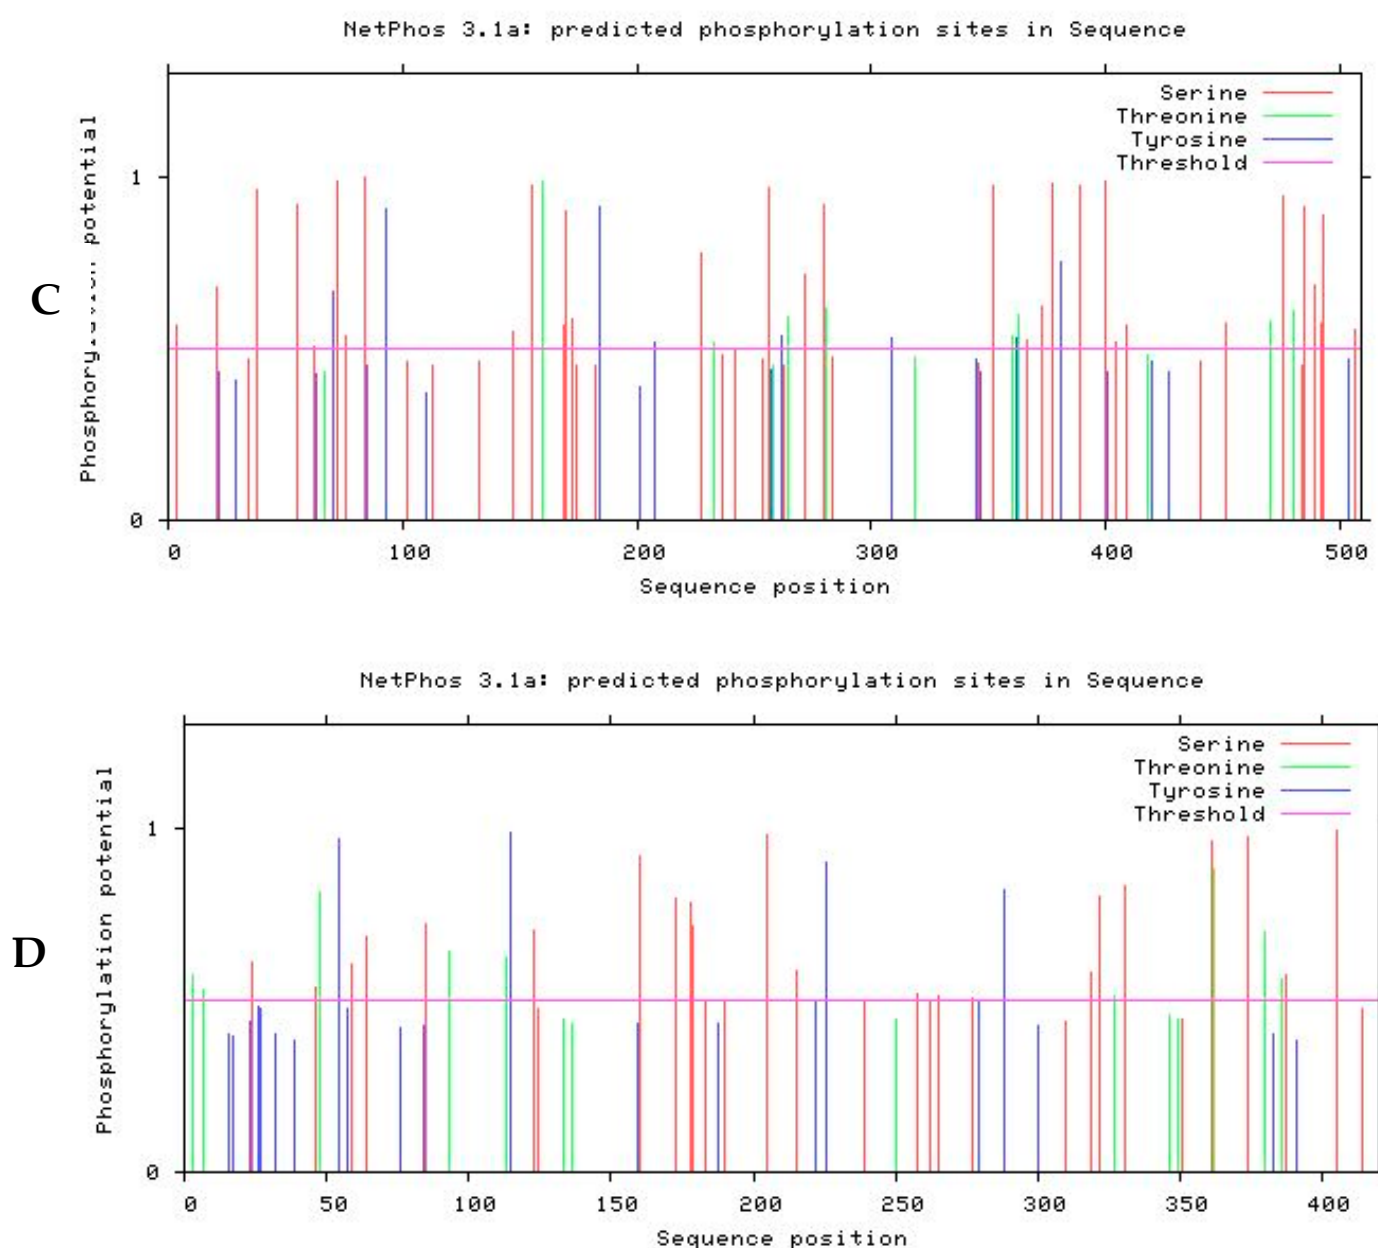 NetPhos 3.1a: predicted phosphorylation sites in Sequence
Serine
Threonine
Tyrosine
Threshold
Phosphorylation potential
1
0
C
0 100 200 300 400 500
Sequence position
NetPhos 3.1a: predicted phosphorylation sites in Sequence
Serine
Threonine
Tyrosine
Threshold
Phosphorylation potential
1
0
D
0 50 100 150 200 250 300 350 400
Sequence position